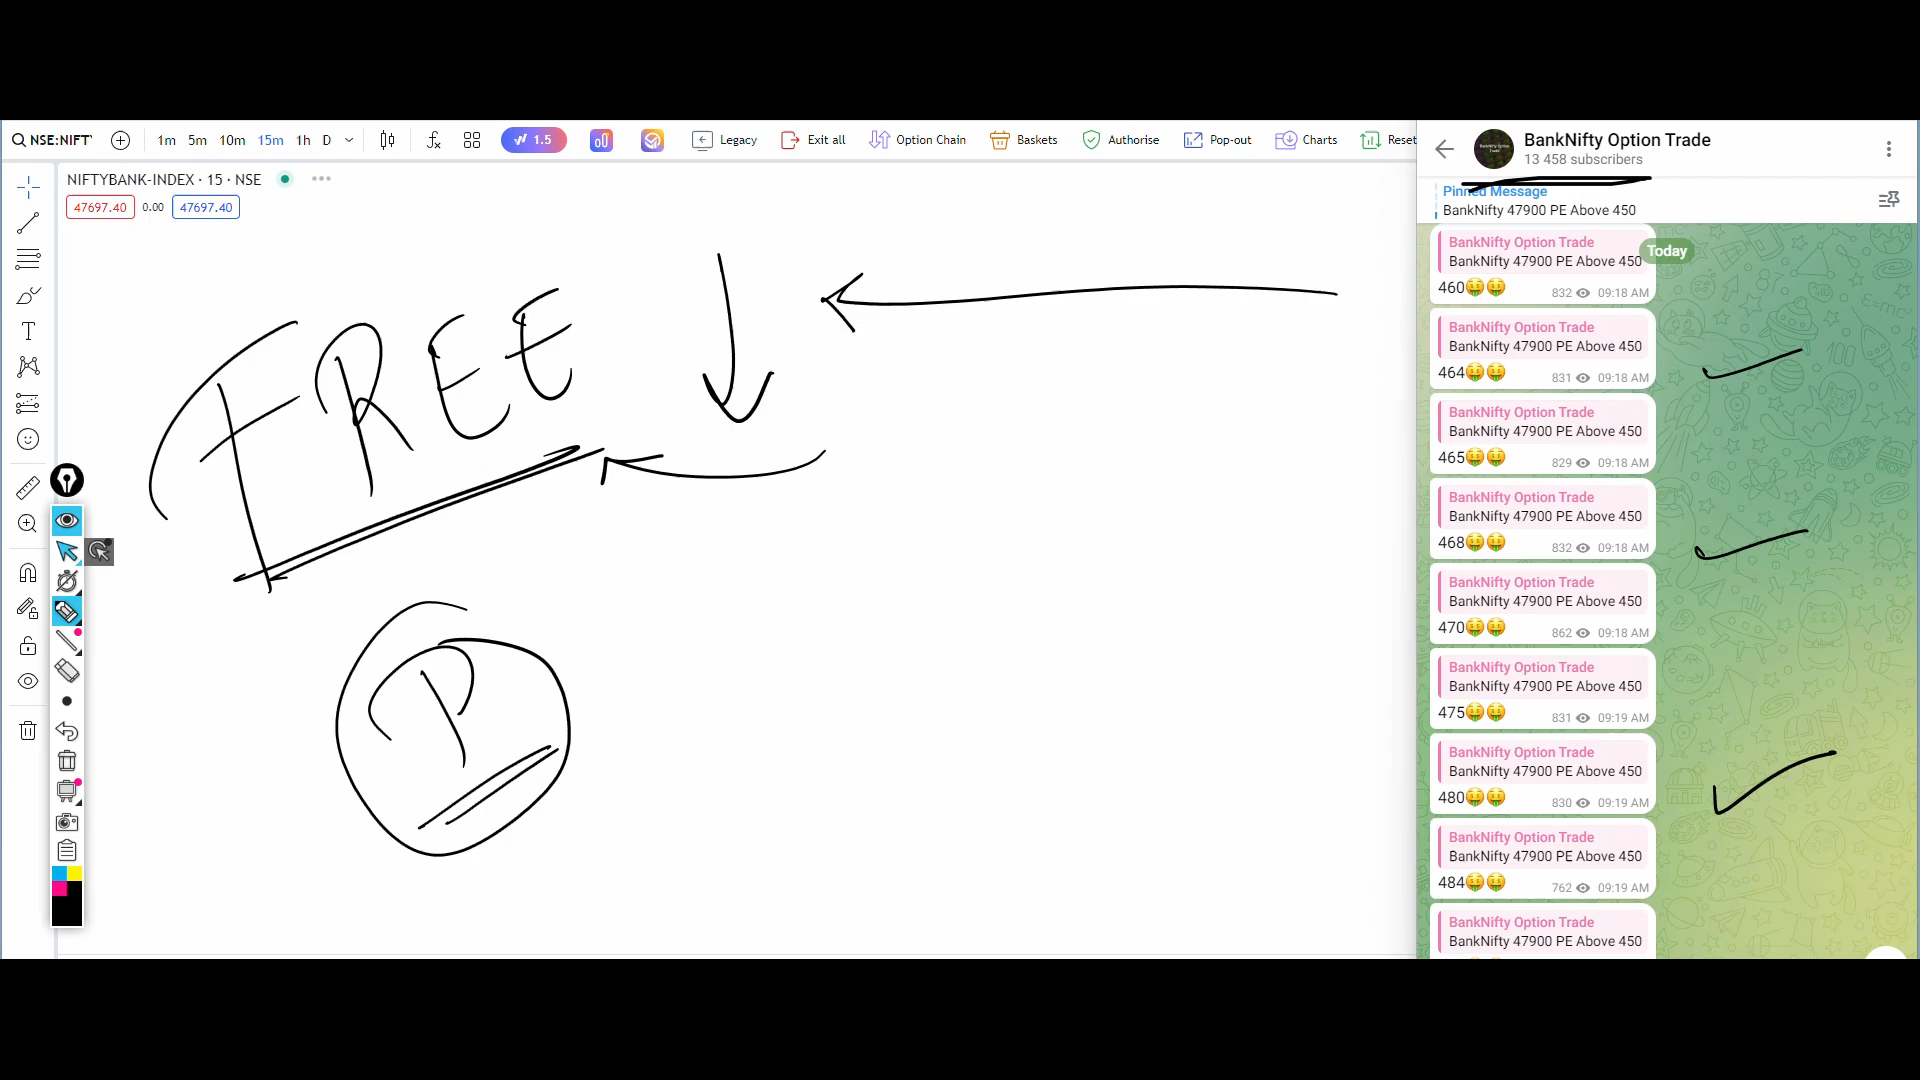 NSE:NIFTY 1m 5m 10m 15m 1h D 1.5 Legacy Exit all Option Chain Baskets Authorise Pop-out Charts Reset
NIFTYBANK-INDEX · 15 · NSE
47697.40 0.00 47697.40
FREE
P
BankNifty Option Trade
13 458 subscribers
Pinned Message
BankNifty 47900 PE Above 450
Today
BankNifty Option Trade
BankNifty 47900 PE Above 450
460🤑🤑 832 09:18 AM
BankNifty Option Trade
BankNifty 47900 PE Above 450
464🤑🤑 831 09:18 AM
BankNifty Option Trade
BankNifty 47900 PE Above 450
465🤑🤑 829 09:18 AM
BankNifty Option Trade
BankNifty 47900 PE Above 450
468🤑🤑 832 09:18 AM
BankNifty Option Trade
BankNifty 47900 PE Above 450
470🤑🤑 862 09:18 AM
BankNifty Option Trade
BankNifty 47900 PE Above 450
475🤑🤑 831 09:19 AM
BankNifty Option Trade
BankNifty 47900 PE Above 450
480🤑🤑 830 09:19 AM
BankNifty Option Trade
BankNifty 47900 PE Above 450
484🤑🤑 762 09:19 AM
BankNifty Option Trade
BankNifty 47900 PE Above 450